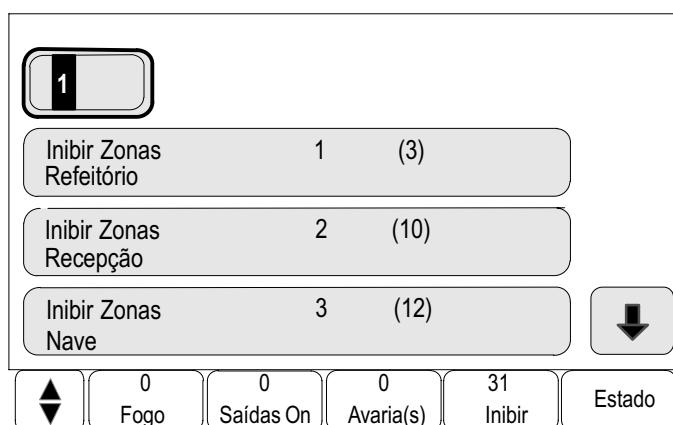 1
Inibir Zonas 1 (3)
Refeitório
Inibir Zonas 2 (10)
Recepção
Inibir Zonas 3 (12)
Nave
0 0 0 31
Fogo Saídas On Avaria(s) Inibir Estado